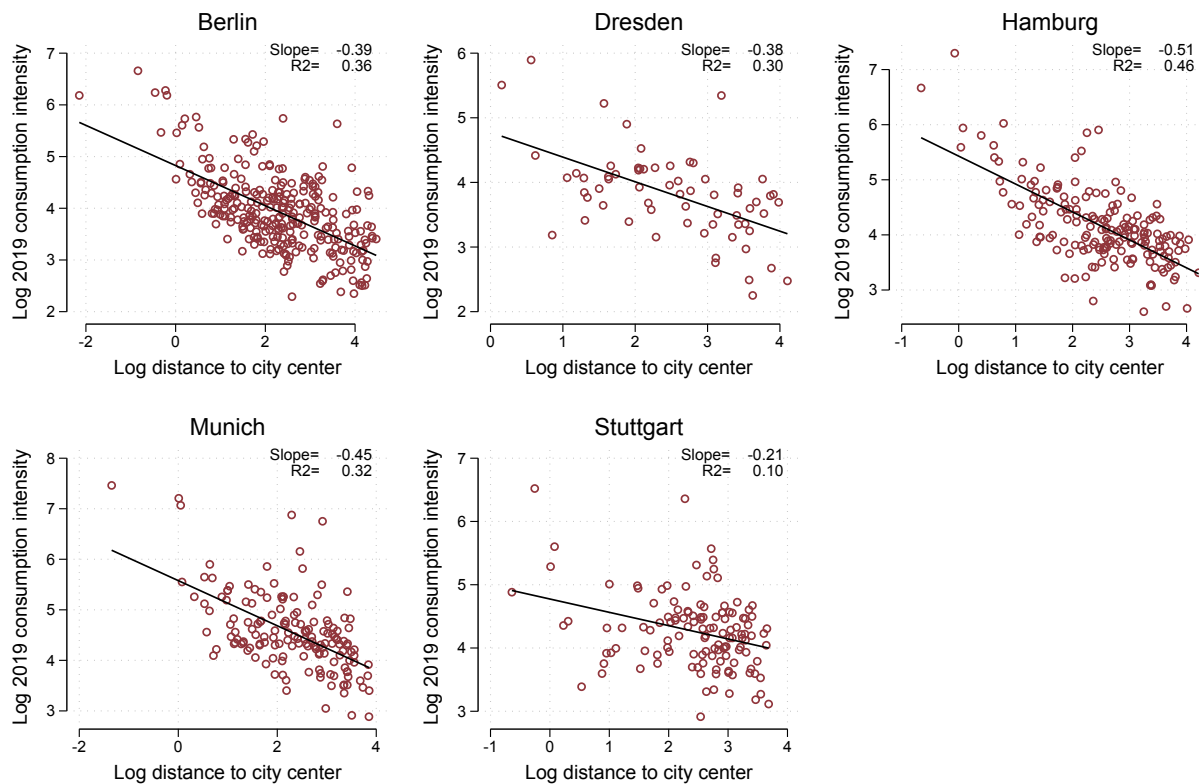 Berlin
Slope= -0.39
R2= 0.36
Log 2019 consumption intensity
7
6
5
4
3
2
-2 0 2 4
Log distance to city center
Dresden
Slope= -0.38
R2= 0.30
Log 2019 consumption intensity
6
5
4
3
2
0 1 2 3 4
Log distance to city center
Hamburg
Slope= -0.51
R2= 0.46
Log 2019 consumption intensity
7
6
5
4
3
-1 0 1 2 3 4
Log distance to city center
Munich
Slope= -0.45
R2= 0.32
Log 2019 consumption intensity
8
7
6
5
4
3
-2 0 2 4
Log distance to city center
Stuttgart
Slope= -0.21
R2= 0.10
Log 2019 consumption intensity
7
6
5
4
3
-1 0 1 2 3 4
Log distance to city center